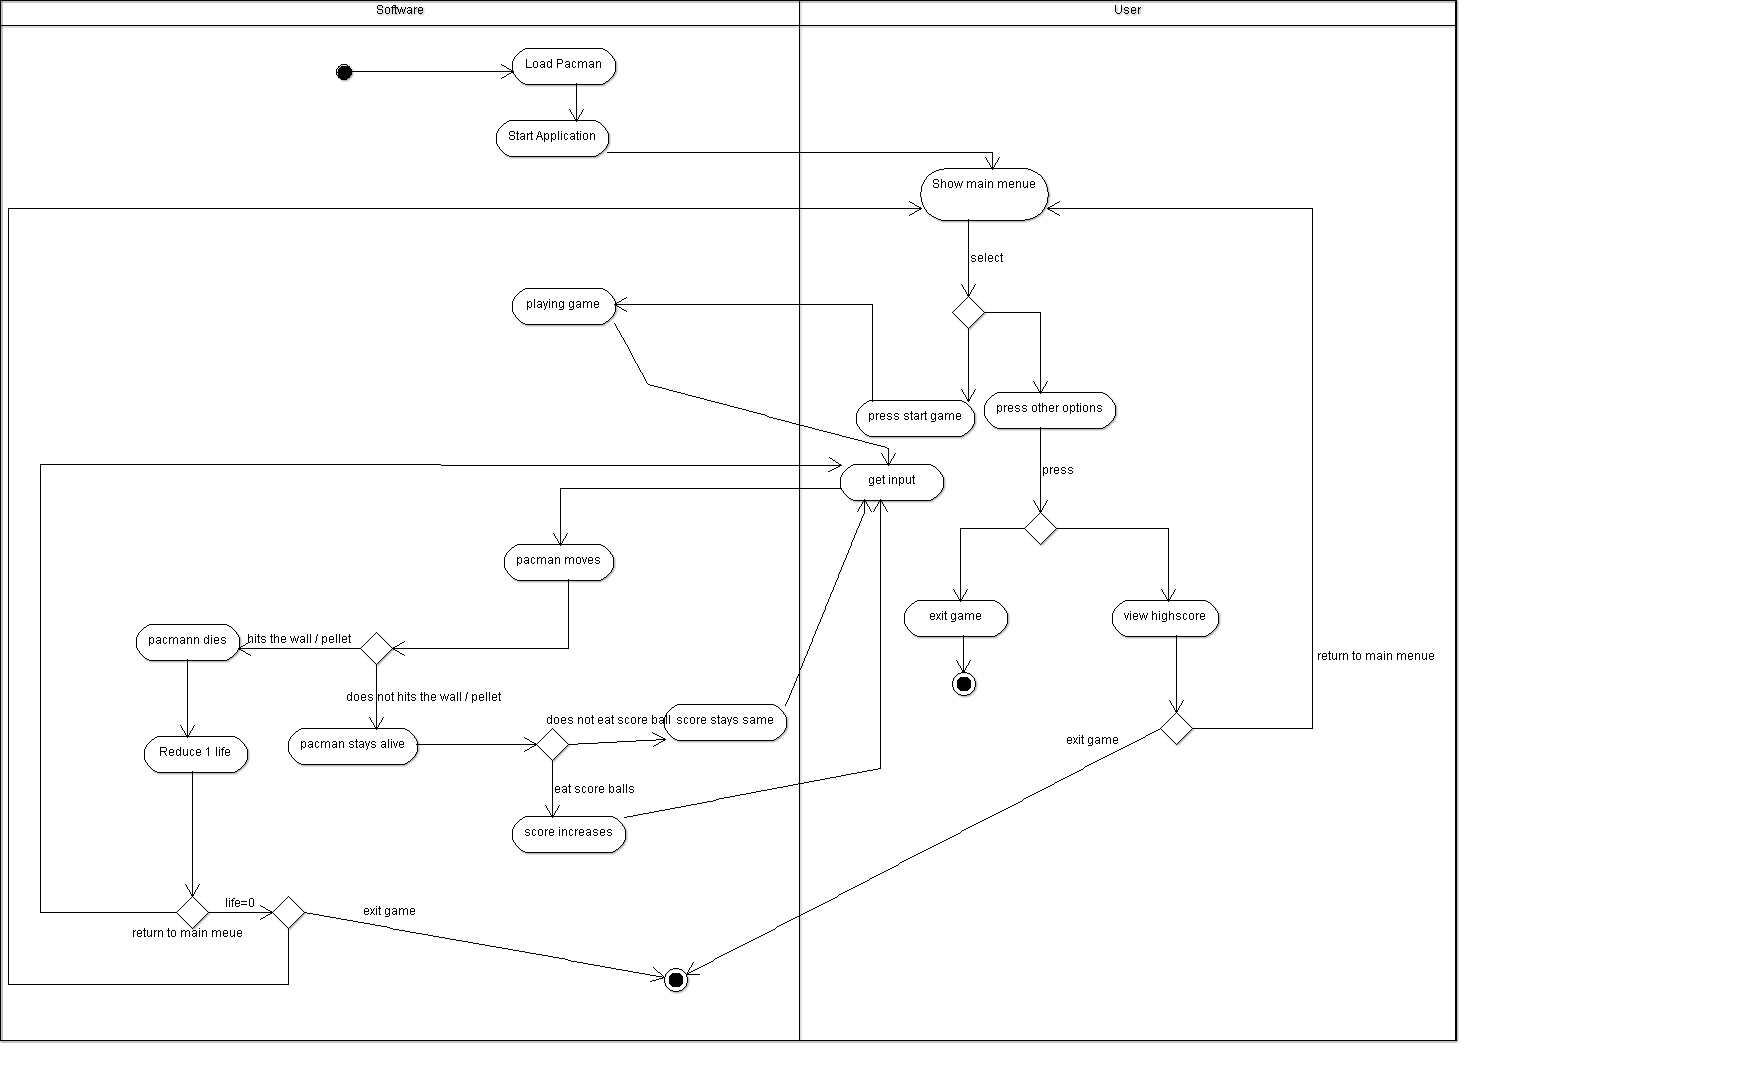 Software
User
Load Pacman
Start Application
Show main menue
select
playing game
press start game
press other options
press
get input
pacman moves
exit game
view highscore
pacmann dies
hits the wall / pellet
return to main menue
does not hits the wall / pellet
does not eat score ball
score stays same
pacman stays alive
Reduce 1 life
exit game
eat score balls
score increases
life=0
exit game
return to main meue